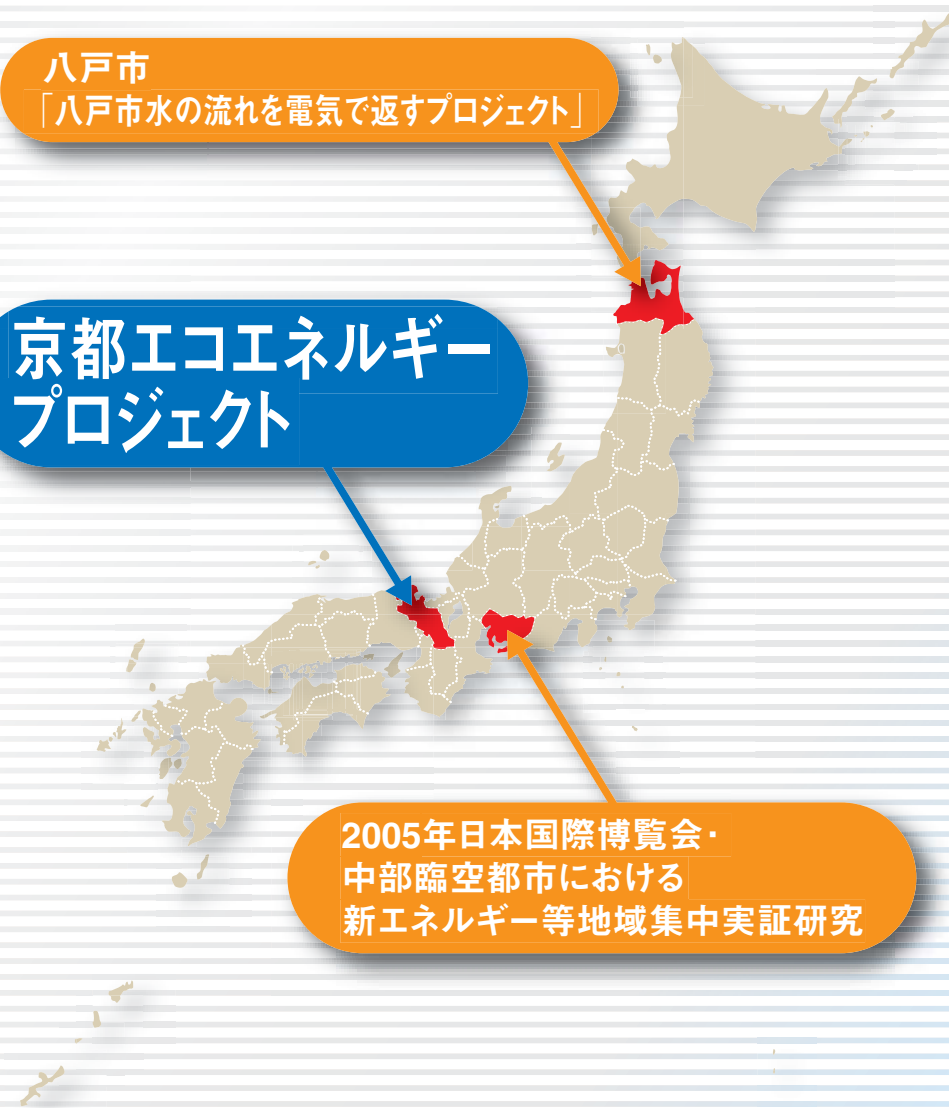 八戸市
「八戸市水の流れを電気で返すプロジェクト」
京都エコエネルギー
プロジェクト
2005年日本国際博覧会・
中部臨空都市における
新エネルギー等地域集中実証研究